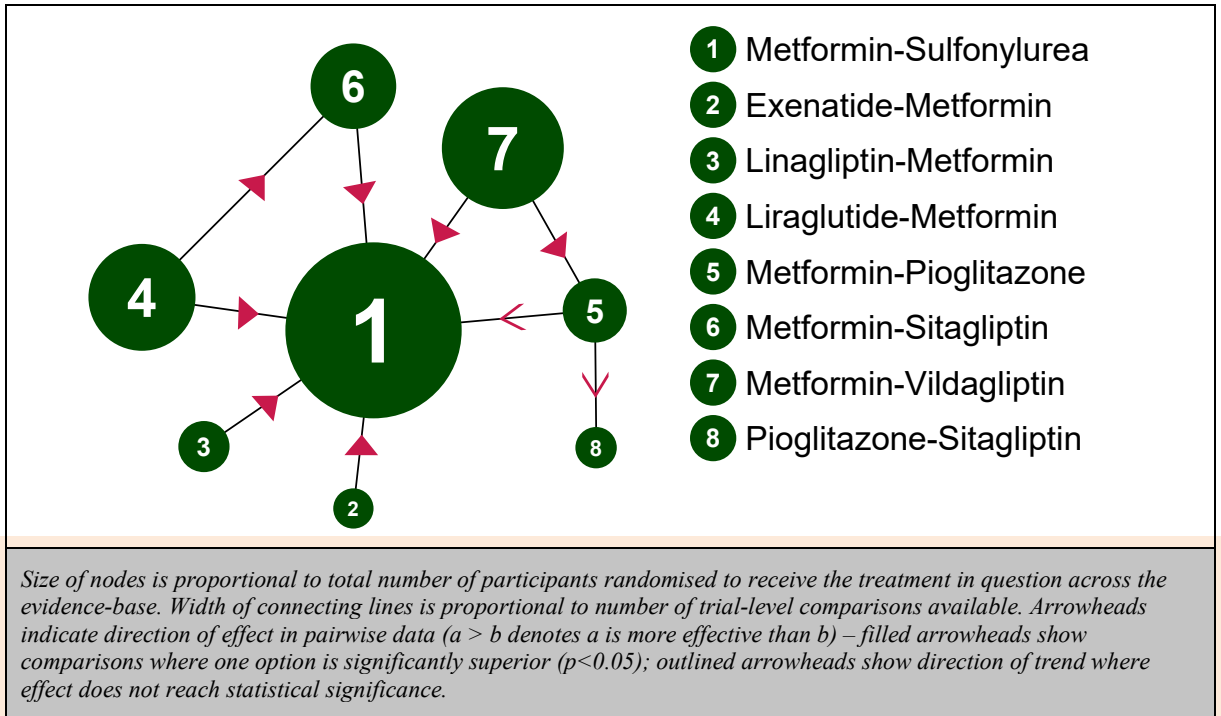 6
7
4
1
5
3
8
2
1 Metformin-Sulfonylurea
2 Exenatide-Metformin
3 Linagliptin-Metformin
4 Liraglutide-Metformin
5 Metformin-Pioglitazone
6 Metformin-Sitagliptin
7 Metformin-Vildagliptin
8 Pioglitazone-Sitagliptin
Size of nodes is proportional to total number of participants randomised to receive the treatment in question across the
evidence-base. Width of connecting lines is proportional to number of trial-level comparisons available. Arrowheads
indicate direction of effect in pairwise data (a > b denotes a is more effective than b) – filled arrowheads show
comparisons where one option is significantly superior (p<0.05); outlined arrowheads show direction of trend where
effect does not reach statistical significance.